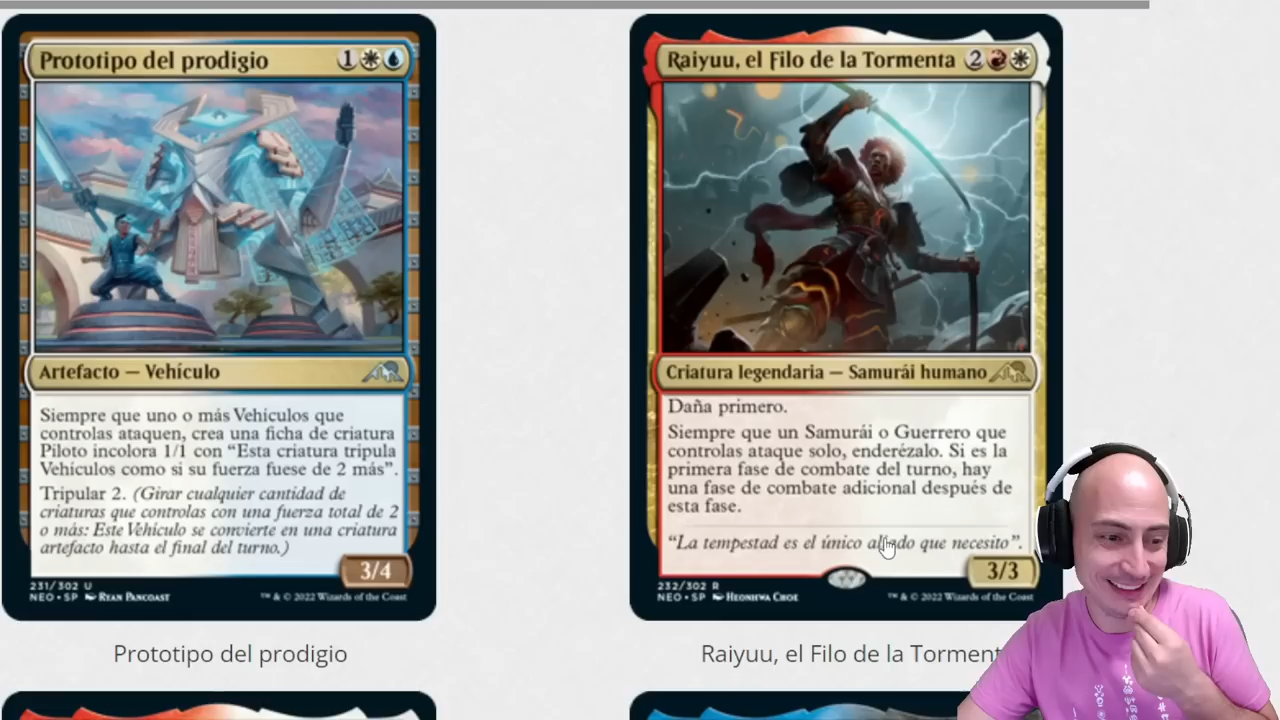 Prototipo del prodigio
1
Artefacto — Vehículo
Siempre que uno o más Vehículos que
controlas ataquen, crea una ficha de criatura
Piloto incolora 1/1 con “Esta criatura tripula
Vehículos como si su fuerza fuese de 2 más”.
Tripular 2. (Girar cualquier cantidad de
criaturas que controlas con una fuerza total de 2
o más: Este Vehículo se convierte en una criatura
artefacto hasta el final del turno.)
3/4
231/302 U
NEO • SP Ryan Pancoast
™ & © 2022 Wizards of the Coast
Prototipo del prodigio
Raiyuu, el Filo de la Tormenta
2
Criatura legendaria — Samurái humano
Daña primero.
Siempre que un Samurái o Guerrero que
controlas ataque solo, enderézalo. Si es la
primera fase de combate del turno, hay
una fase de combate adicional después de
esta fase.
“La tempestad es el único aliado que necesito”.
3/3
232/302 R
NEO • SP Heonhwa Choe
™ & © 2022 Wizards of the Coast
Raiyuu, el Filo de la Torment